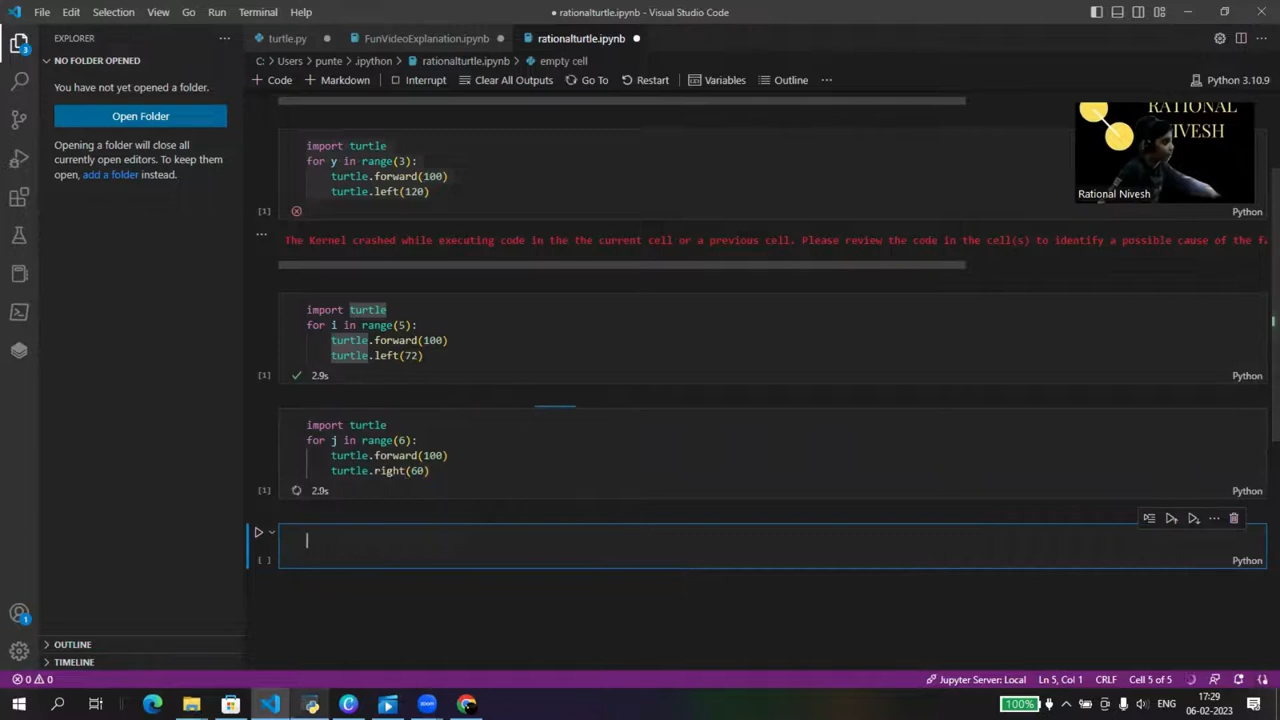 File Edit Selection View Go Run Terminal Help
● rationalturtle.ipynb - Visual Studio Code
EXPLORER
turtle.py
FunVideoExplanation.ipynb
rationalturtle.ipynb
NO FOLDER OPENED
C: > Users > punte > .ipython > rationalturtle.ipynb > empty cell
+ Code + Markdown Interrupt Clear All Outputs Go To Restart Variables Outline ... Python 3.10.9
You have not yet opened a folder.
Open Folder
Opening a folder will close all
currently open editors. To keep them
open, add a folder instead.
RATIONAL
NIVESH
Rational Nivesh
import turtle
for y in range(3):
turtle.forward(100)
turtle.left(120)
[1]
Python
The Kernel crashed while executing code in the the current cell or a previous cell. Please review the code in the cell(s) to identify a possible cause of the f
import turtle
for i in range(5):
turtle.forward(100)
turtle.left(72)
[1] 2.9s
Python
import turtle
for j in range(6):
turtle.forward(100)
turtle.right(60)
[1] 2.9s
Python
[ ]
Python
3
1
OUTLINE
TIMELINE
0 0
Jupyter Server: Local Ln 5, Col 1 CRLF Cell 5 of 5
100%
ENG
17:29
06-02-2023